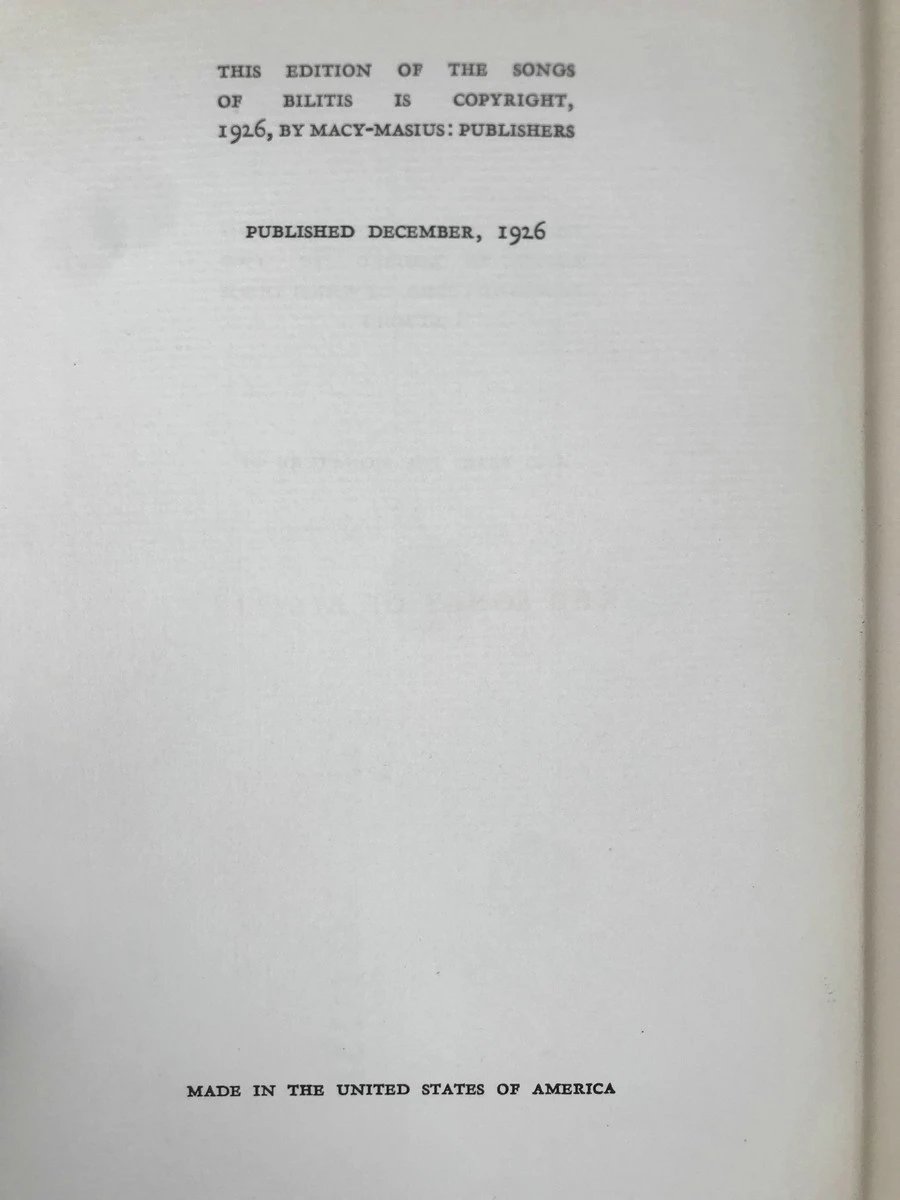 THIS EDITION OF THE SONGS
OF BILITIS IS COPYRIGHT,
1926, BY MACY-MASIUS: PUBLISHERS
PUBLISHED DECEMBER, 1926
MADE IN THE UNITED STATES OF AMERICA